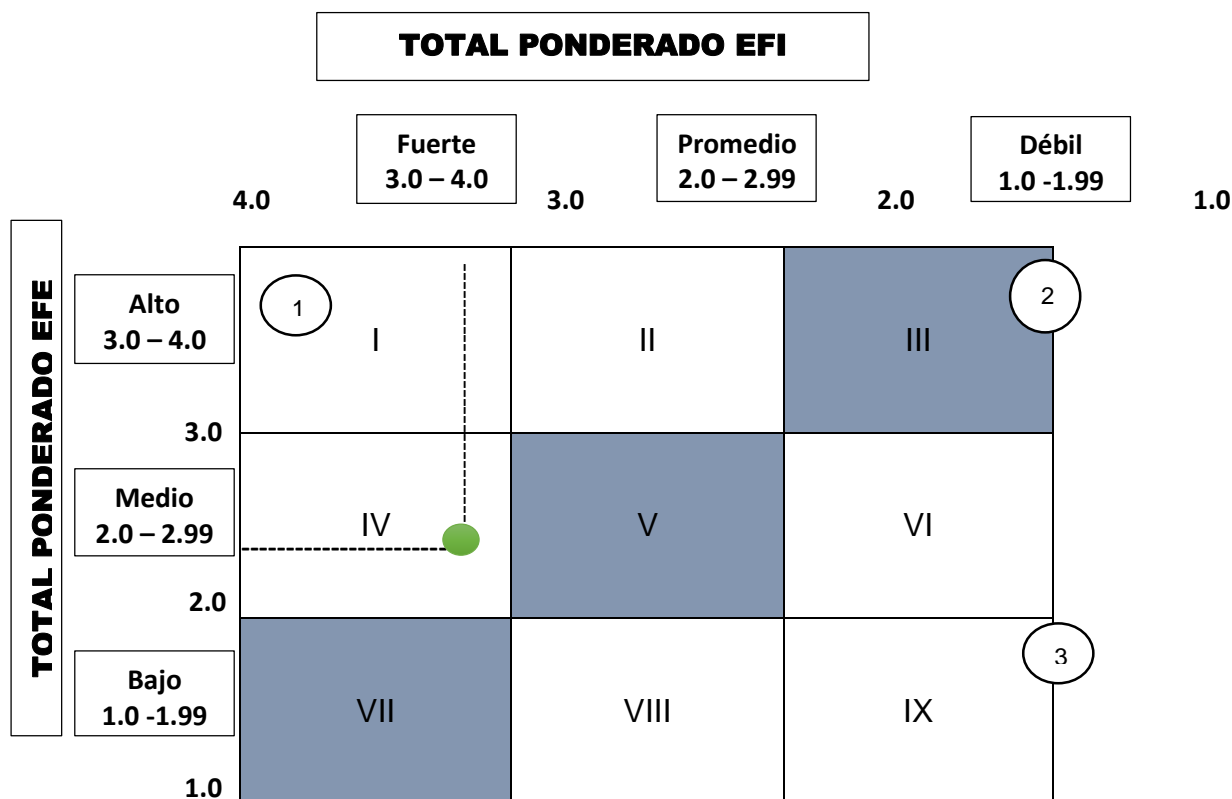 TOTAL PONDERADO EFI
Fuerte
3.0 – 4.0
Promedio
2.0 – 2.99
Débil
1.0 -1.99
4.0
3.0
2.0
1.0
TOTAL PONDERADO EFE
Alto
3.0 – 4.0
1
I
II
III
2
3.0
Medio
2.0 – 2.99
IV
V
VI
2.0
Bajo
1.0 -1.99
VII
VIII
IX
3
1.0